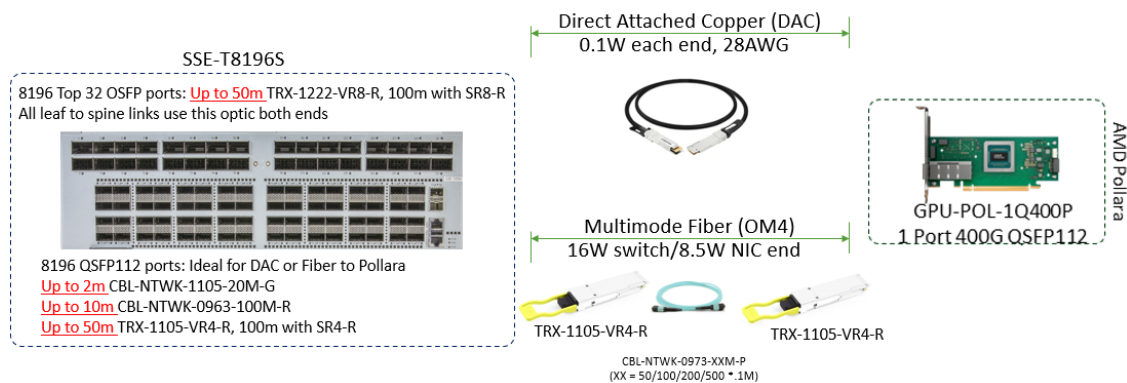 SSE-T8196S
8196 Top 32 OSFP ports: Up to 50m TRX-1222-VR8-R, 100m with SR8-R
All leaf to spine links use this optic both ends
8196 QSFP112 ports: Ideal for DAC or Fiber to Pollara
Up to 2m CBL-NTWK-1105-20M-G
Up to 10m CBL-NTWK-0963-100M-R
Up to 50m TRX-1105-VR4-R, 100m with SR4-R
Direct Attached Copper (DAC)
0.1W each end, 28AWG
Multimode Fiber (OM4)
16W switch/8.5W NIC end
TRX-1105-VR4-R
TRX-1105-VR4-R
CBL-NTWK-0973-XXM-P
(XX = 50/100/200/500 *.1M)
GPU-POL-1Q400P
1 Port 400G QSFP112
AMD Pollara